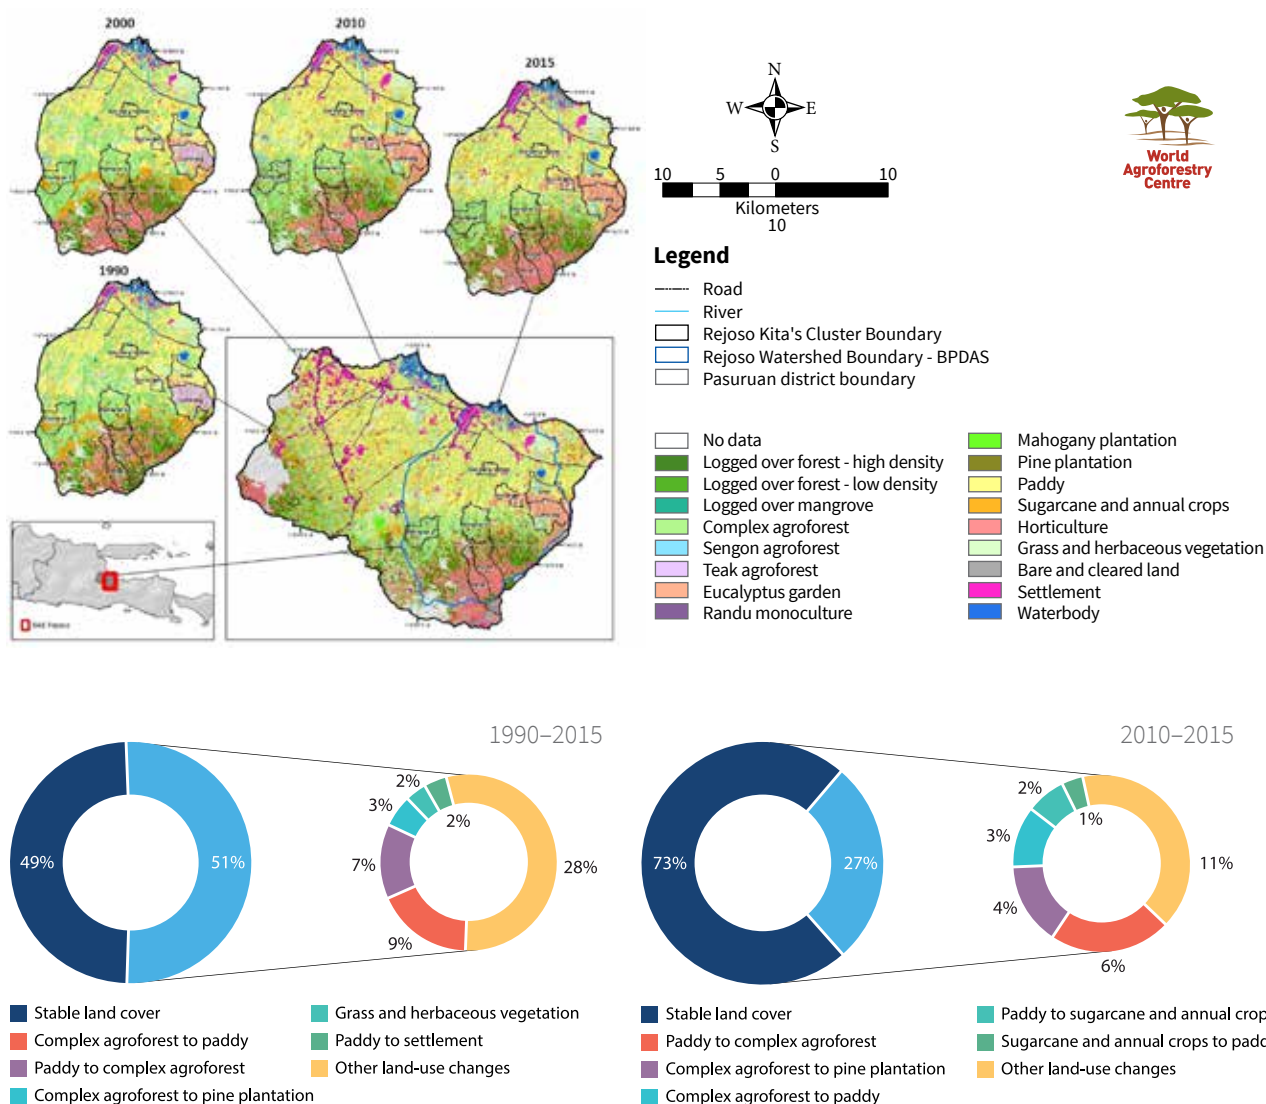 2000
2010
2015
1990
N
W
E
S
10 5 0 10
Kilometers
10
World
Agroforestry
Centre
Legend
Road
River
Rejoso Kita's Cluster Boundary
Rejoso Watershed Boundary - BPDAS
Pasuruan district boundary
No data
Logged over forest - high density
Logged over forest - low density
Logged over mangrove
Complex agroforest
Sengon agroforest
Teak agroforest
Eucalyptus garden
Randu monoculture
Mahogany plantation
Pine plantation
Paddy
Sugarcane and annual crops
Horticulture
Grass and herbaceous vegetation
Bare and cleared land
Settlement
Waterbody
1990–2015
49%
51%
2%
3%
2%
7%
28%
9%
Stable land cover
Complex agroforest to paddy
Paddy to complex agroforest
Complex agroforest to pine plantation
Grass and herbaceous vegetation
Paddy to settlement
Other land-use changes
2010–2015
73%
27%
2%
1%
3%
11%
4%
6%
Stable land cover
Paddy to complex agroforest
Complex agroforest to pine plantation
Complex agroforest to paddy
Paddy to sugarcane and annual crop
Sugarcane and annual crops to padd
Other land-use changes